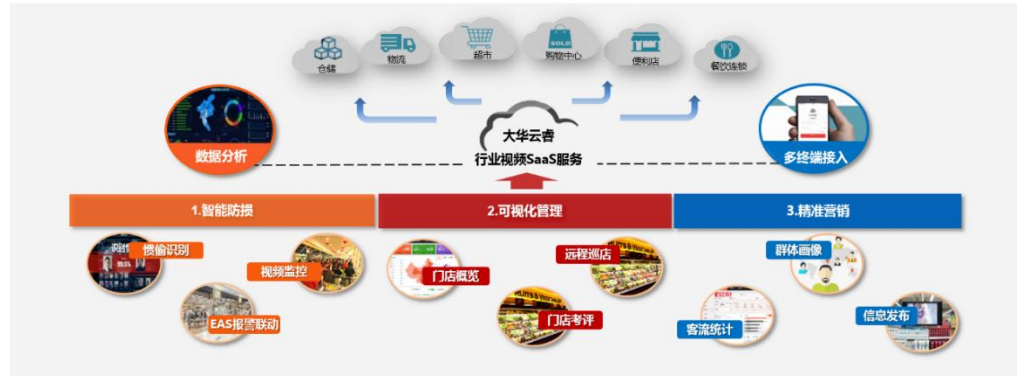 仓储
物流
超市
SOLD
购物中心
便利店
餐饮连锁
大华云睿
行业视频SaaS服务
数据分析
多终端接入
1.智能防损
2.可视化管理
3.精准营销
惯偷识别
视频监控
EAS报警联动
门店概览
远程巡店
门店考评
群体画像
客流统计
信息发布